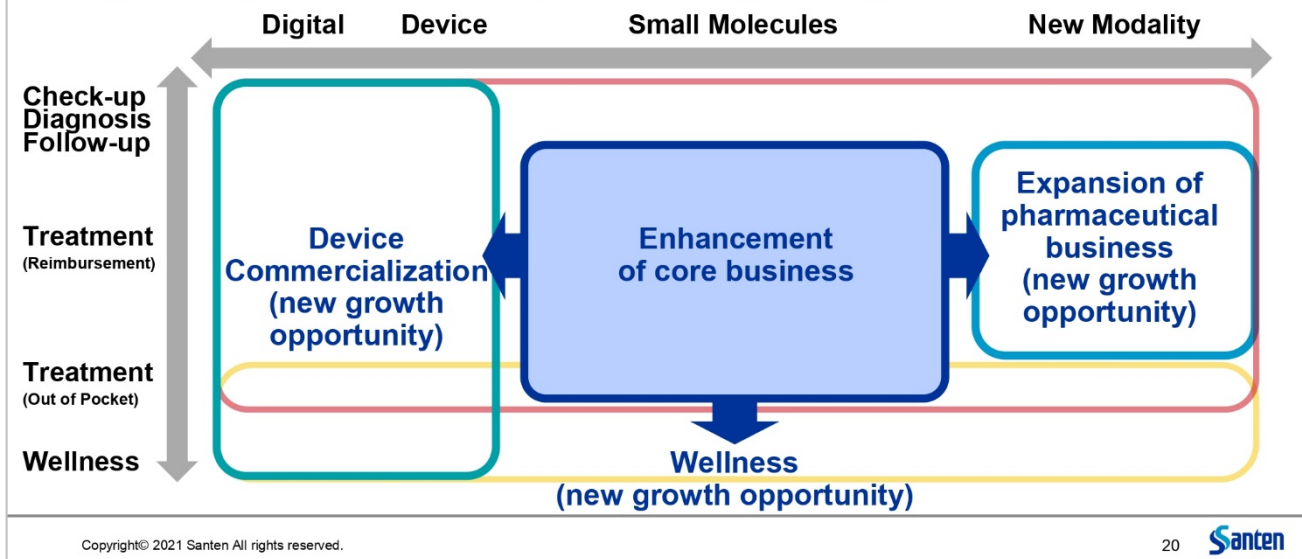 Digital Device Small Molecules New Modality
Check-up
Diagnosis
Follow-up
Treatment
(Reimbursement)
Treatment
(Out of Pocket)
Wellness
Device
Commercialization
(new growth
opportunity)
Enhancement
of core business
Expansion of
pharmaceutical
business
(new growth
opportunity)
Wellness
(new growth opportunity)
Copyright© 2021 Santen All rights reserved.
20
Santen